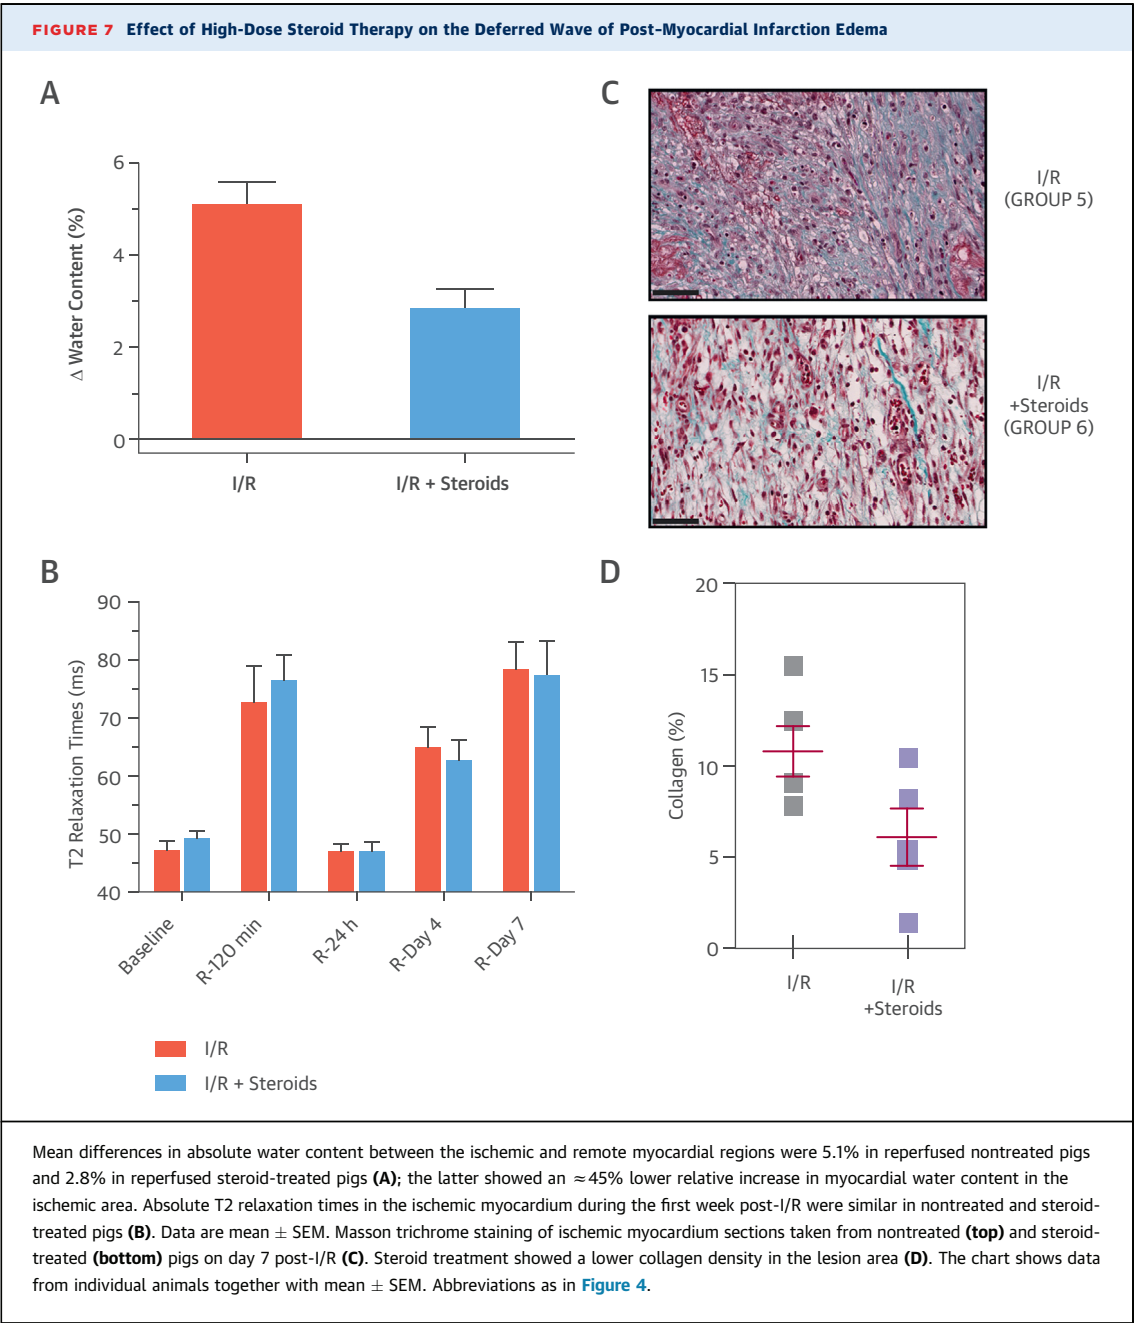 FIGURE 7 Effect of High-Dose Steroid Therapy on the Deferred Wave of Post-Myocardial Infarction Edema
A
Δ Water Content (%)
6
4
2
0
I/R
I/R + Steroids
C
I/R
(GROUP 5)
I/R
+Steroids
(GROUP 6)
B
T2 Relaxation Times (ms)
90
80
70
60
50
40
Baseline
R-120 min
R-24 h
R-Day 4
R-Day 7
I/R
I/R + Steroids
D
Collagen (%)
20
15
10
5
0
I/R
I/R
+Steroids
Mean differences in absolute water content between the ischemic and remote myocardial regions were 5.1% in reperfused nontreated pigs
and 2.8% in reperfused steroid-treated pigs (A); the latter showed an ≈45% lower relative increase in myocardial water content in the
ischemic area. Absolute T2 relaxation times in the ischemic myocardium during the first week post-I/R were similar in nontreated and steroid-
treated pigs (B). Data are mean ± SEM. Masson trichrome staining of ischemic myocardium sections taken from nontreated (top) and steroid-
treated (bottom) pigs on day 7 post-I/R (C). Steroid treatment showed a lower collagen density in the lesion area (D). The chart shows data
from individual animals together with mean ± SEM. Abbreviations as in Figure 4.